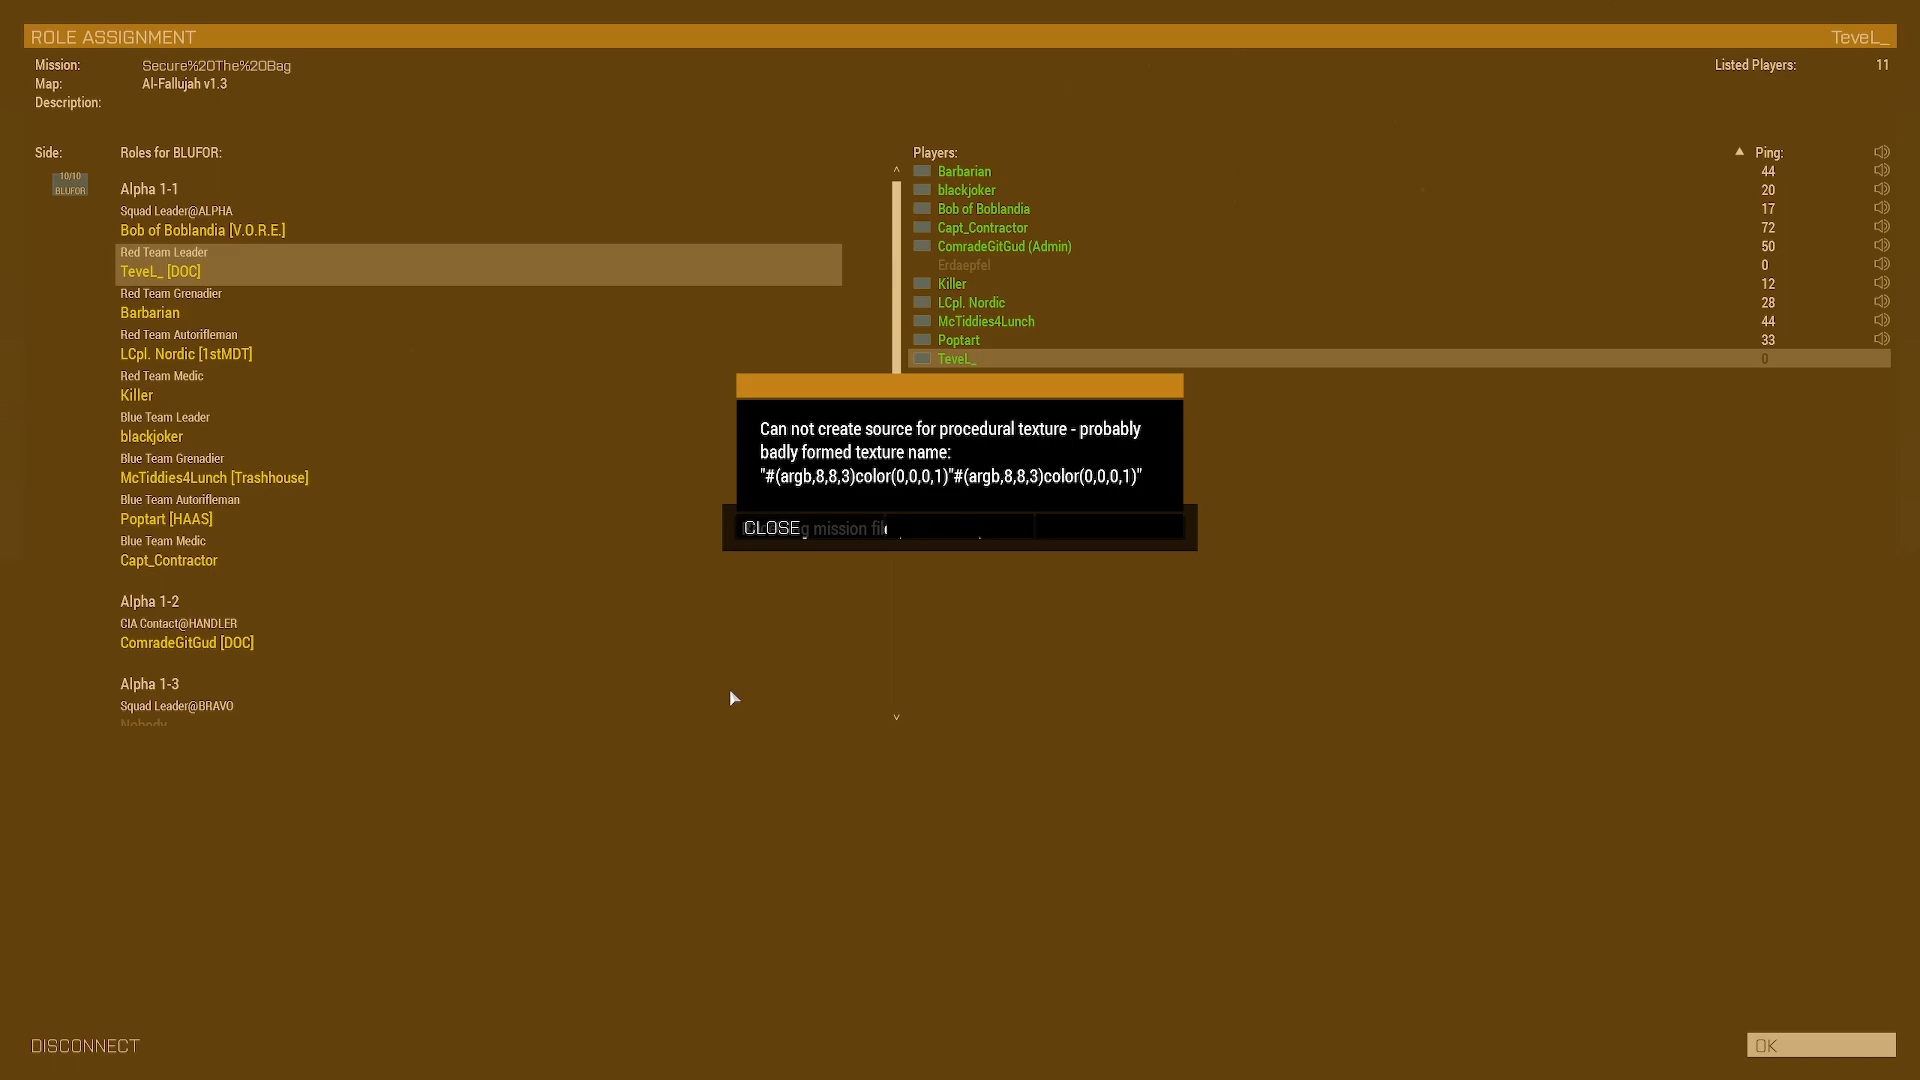 ROLE ASSIGNMENT
TeveL_
Mission: Secure%20The%20Bag
Map: Al-Fallujah v1.3
Description:
Listed Players: 11
Side:
10/10
BLUFOR
Roles for BLUFOR:
Alpha 1-1
Squad Leader@ALPHA
Bob of Boblandia [V.O.R.E.]
Red Team Leader
TeveL_ [DOC]
Red Team Grenadier
Barbarian
Red Team Autorifleman
LCpl. Nordic [1stMDT]
Red Team Medic
Killer
Blue Team Leader
blackjoker
Blue Team Grenadier
McTiddies4Lunch [Trashhouse]
Blue Team Autorifleman
Poptart [HAAS]
Blue Team Medic
Capt_Contractor
Alpha 1-2
CIA Contact@HANDLER
ComradeGitGud [DOC]
Alpha 1-3
Squad Leader@BRAVO
Nobody
Players: Ping:
Barbarian 44
blackjoker 20
Bob of Boblandia 17
Capt_Contractor 72
ComradeGitGud (Admin) 50
Erdaepfel 0
Killer 12
LCpl. Nordic 28
McTiddies4Lunch 44
Poptart 33
TeveL_ 0
Can not create source for procedural texture - probably
badly formed texture name:
"#(argb,8,8,3)color(0,0,0,1)"#(argb,8,8,3)color(0,0,0,1)"
CLOSE
mission
DISCONNECT
OK